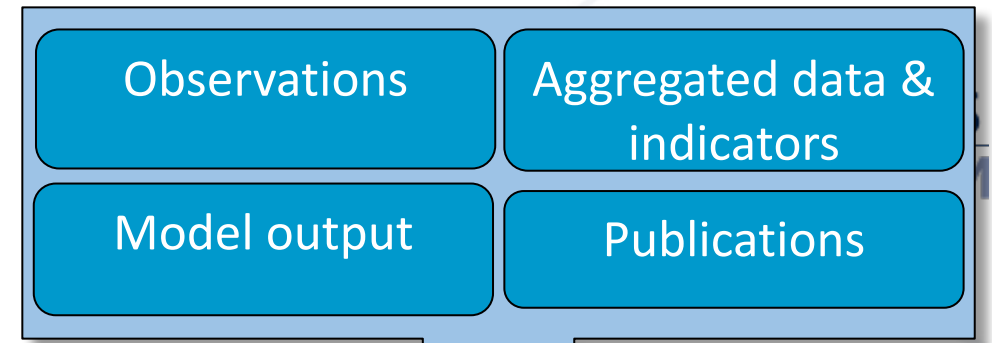 Observations
Aggregated data &
indicators
Model output
Publications